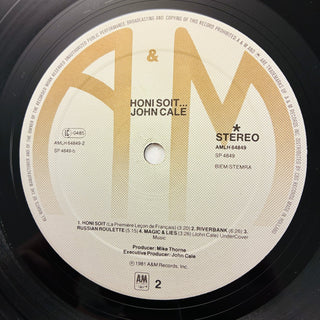 &
A M
HONI SOIT...
JOHN CALE
STEREO
AMLH 64849-2
SP 4849-5
AMLH 64849
SP 4849
BIEM/STEMRA
1. HONI SOIT (La Première Leçon de Français) (3:20) 2. RIVERBANK (6:26) 3.
RUSSIAN ROULETTE (5:15) 4. MAGIC & LIES (3:26) (John Cale) UnderCover
Music
Producer: Mike Thorne
Executive Producer: John Cale
℗ 1981 A&M Records, Inc.
A&M
2